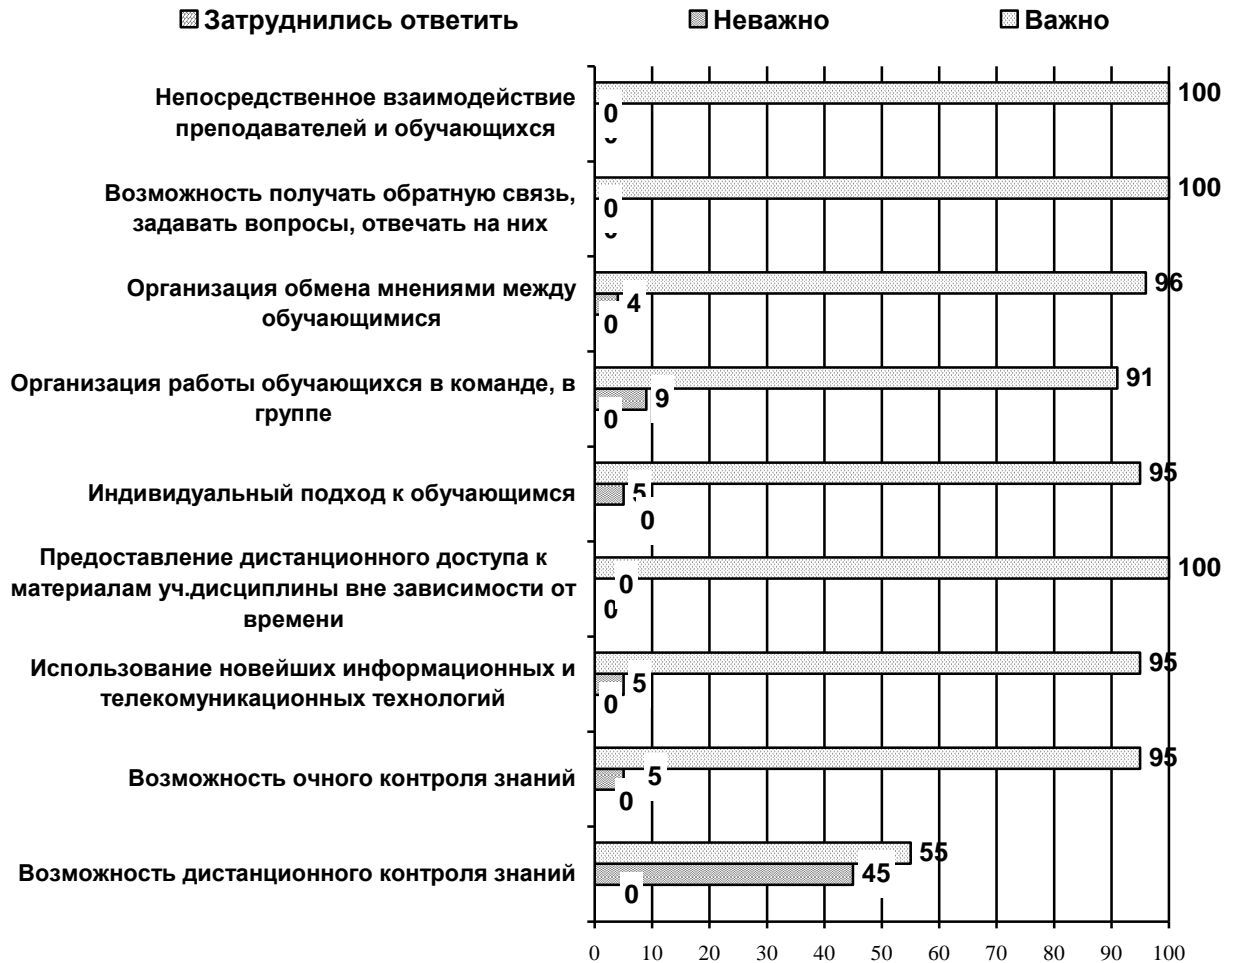 Затруднились ответить Неважно Важно
Непосредственное взаимодействие
преподавателей и обучающихся
100
0
0
Возможность получать обратную связь,
задавать вопросы, отвечать на них
100
0
0
Организация обмена мнениями между
обучающимися
96
4
0
Организация работы обучающихся в команде, в
группе
91
9
0
Индивидуальный подход к обучающимся
95
5
0
Предоставление дистанционного доступа к
материалам уч.дисциплины вне зависимости от
времени
100
0
0
Использование новейших информационных и
телекомуникационных технологий
95
5
0
Возможность очного контроля знаний
95
5
0
Возможность дистанционного контроля знаний
55
45
0
0 10 20 30 40 50 60 70 80 90 100